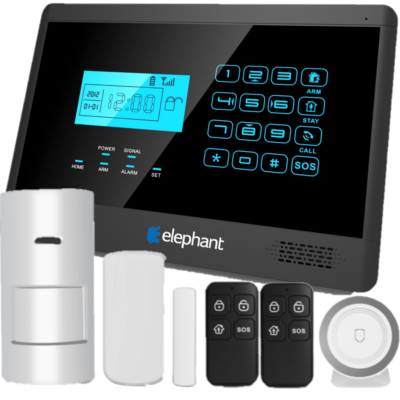 2012
01-01
12:00
1 2 3
ARM
4 5 6
STAY
7 8 9
CALL
* 0 # SOS
POWER SIGNAL
HOME ARM ALARM SET
elephant
SOS
SOS